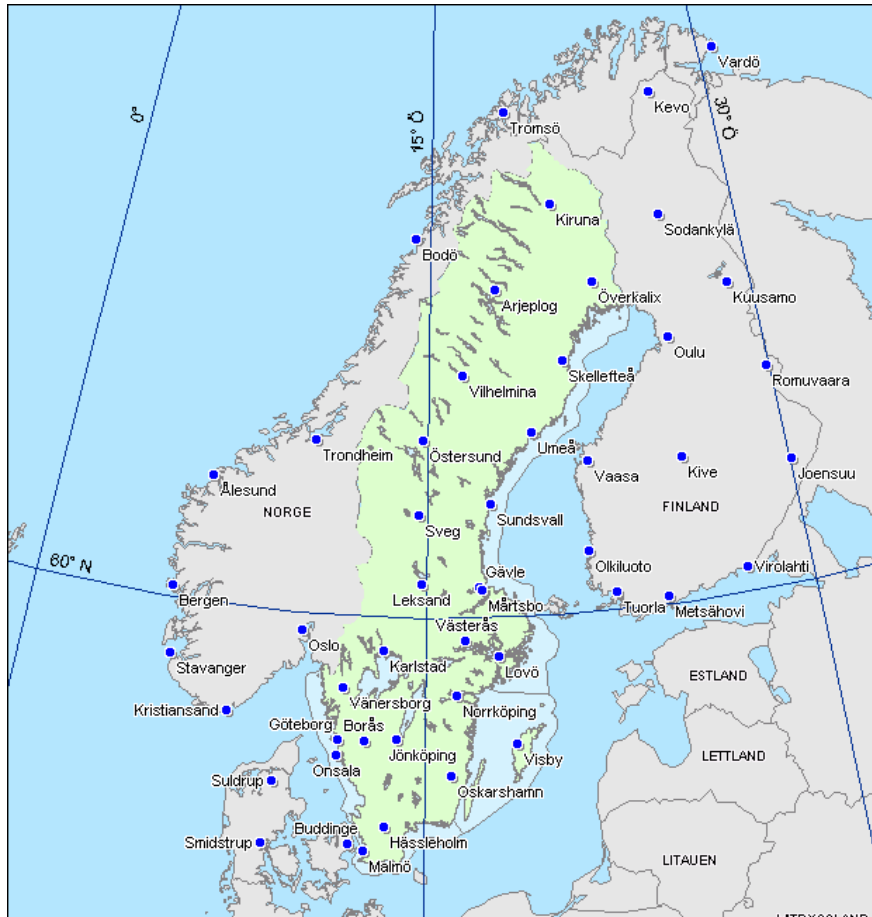 Vardö
0°
15° Ö
30° Ö
Kevo
Tromsö
Kiruna
Sodankylä
Bodö
Arjeplog
Överkalix
Kuusamo
Oulu
Skellefteå
Romuvaara
Vilhelmina
Trondheim
Östersund
Umeå
Vaasa
Kive
Joensuu
Ålesund
NORGE
Sveg
Sundsvall
FINLAND
60° N
Olkiluoto
Virolahti
Gävle
Bergen
Leksand
Mårtsbo
Tuorla
Metsähovi
Västerås
Oslo
Stavanger
Karlstad
Lovö
ESTLAND
Vänersborg
Kristiansand
Norrköping
Göteborg
Borås
Jönköping
Visby
LETTLAND
Onsala
Suldrup
Oskarshamn
Buddinge
Smidstrup
Hässleholm
Malmö
LITAUEN